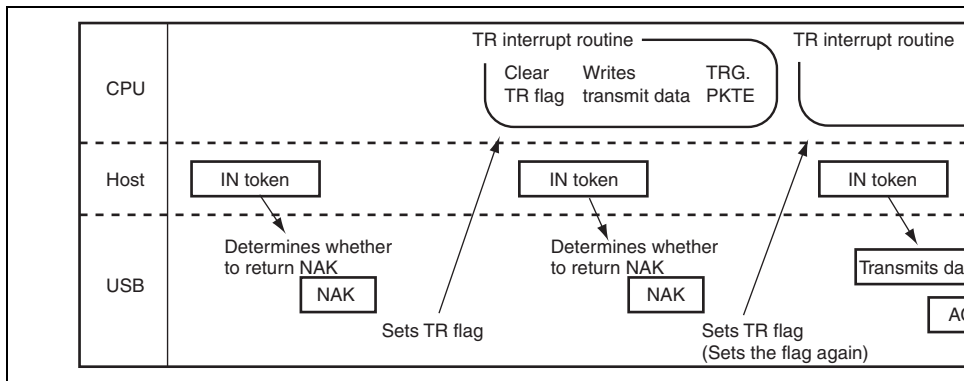 TR interrupt routine
TR interrupt routine
CPU
Clear Writes TRG.
TR flag transmit data PKTE
Host
IN token
IN token
IN token
USB
Determines whether
to return NAK
NAK
Sets TR flag
Determines whether
to return NAK
NAK
Sets TR flag
(Sets the flag again)
Transmits